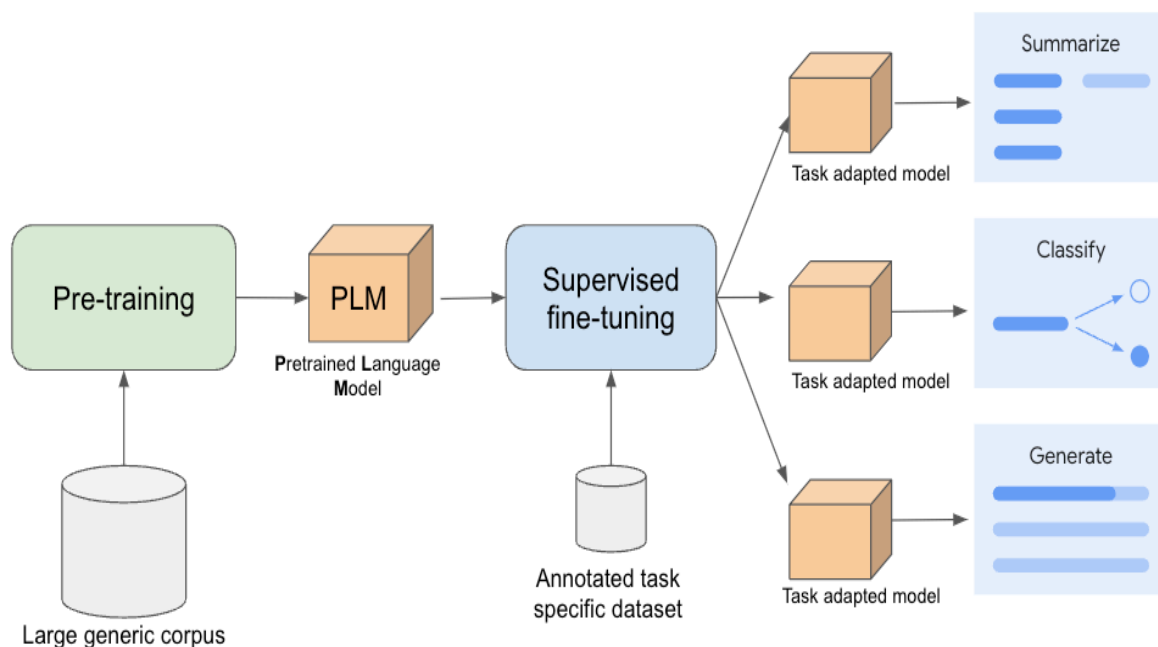 Pre-training
Large generic corpus
PLM
Pretrained Language
Model
Supervised
fine-tuning
Annotated task
specific dataset
Task adapted model
Summarize
Task adapted model
Classify
Task adapted model
Generate